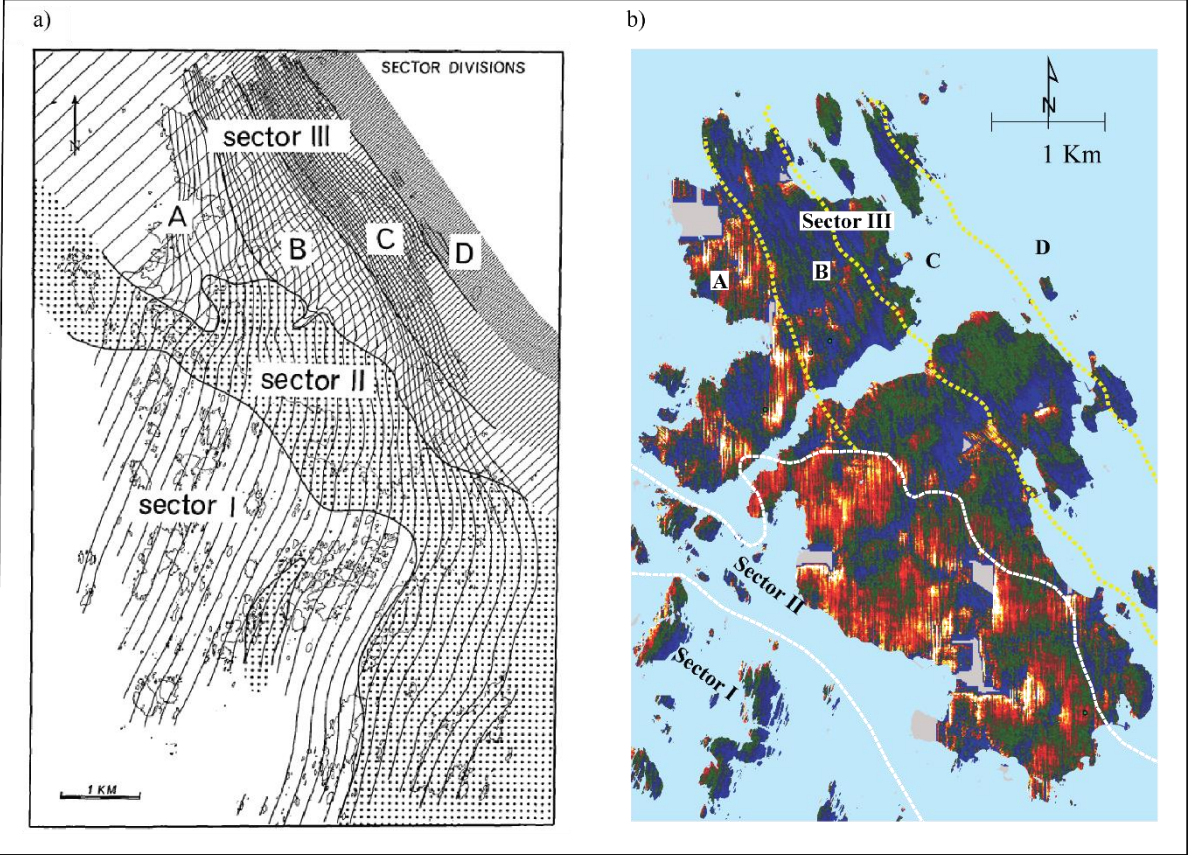 a)
SECTOR DIVISIONS
N
sector III
A
B
C
D
sector II
sector I
1 KM
b)
N
1 Km
Sector III
A
B
C
D
Sector II
Sector I